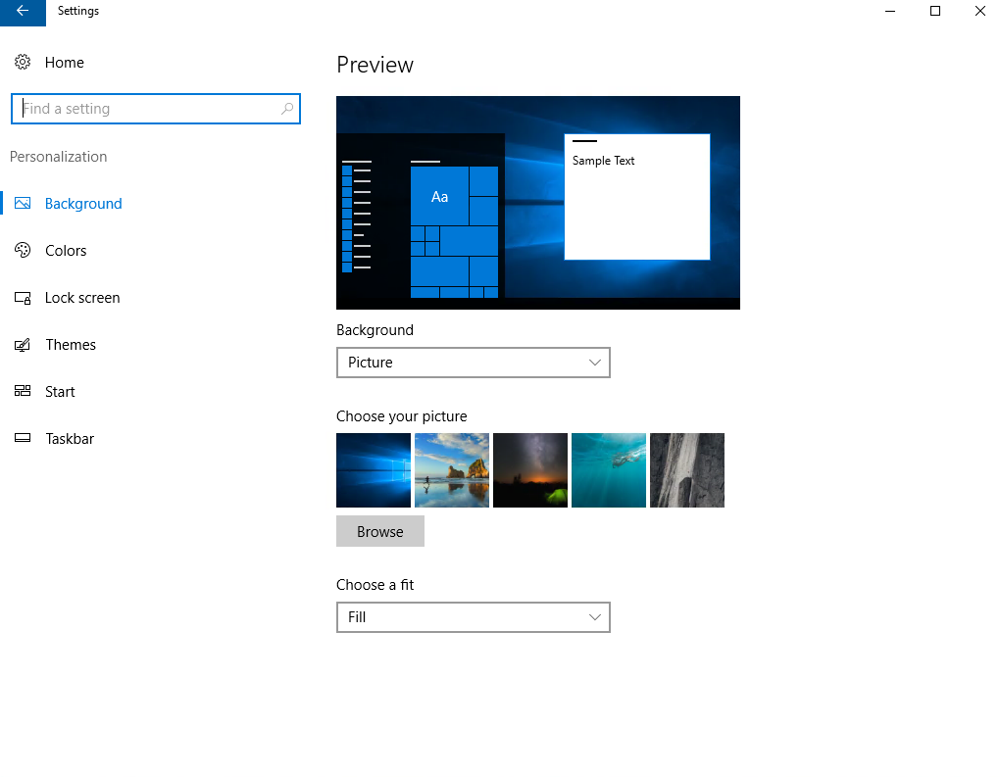 Settings
Home
Find a setting
Personalization
Background
Colors
Lock screen
Themes
Start
Taskbar
Preview
Aa
Sample Text
Background
Picture
Choose your picture
Browse
Choose a fit
Fill